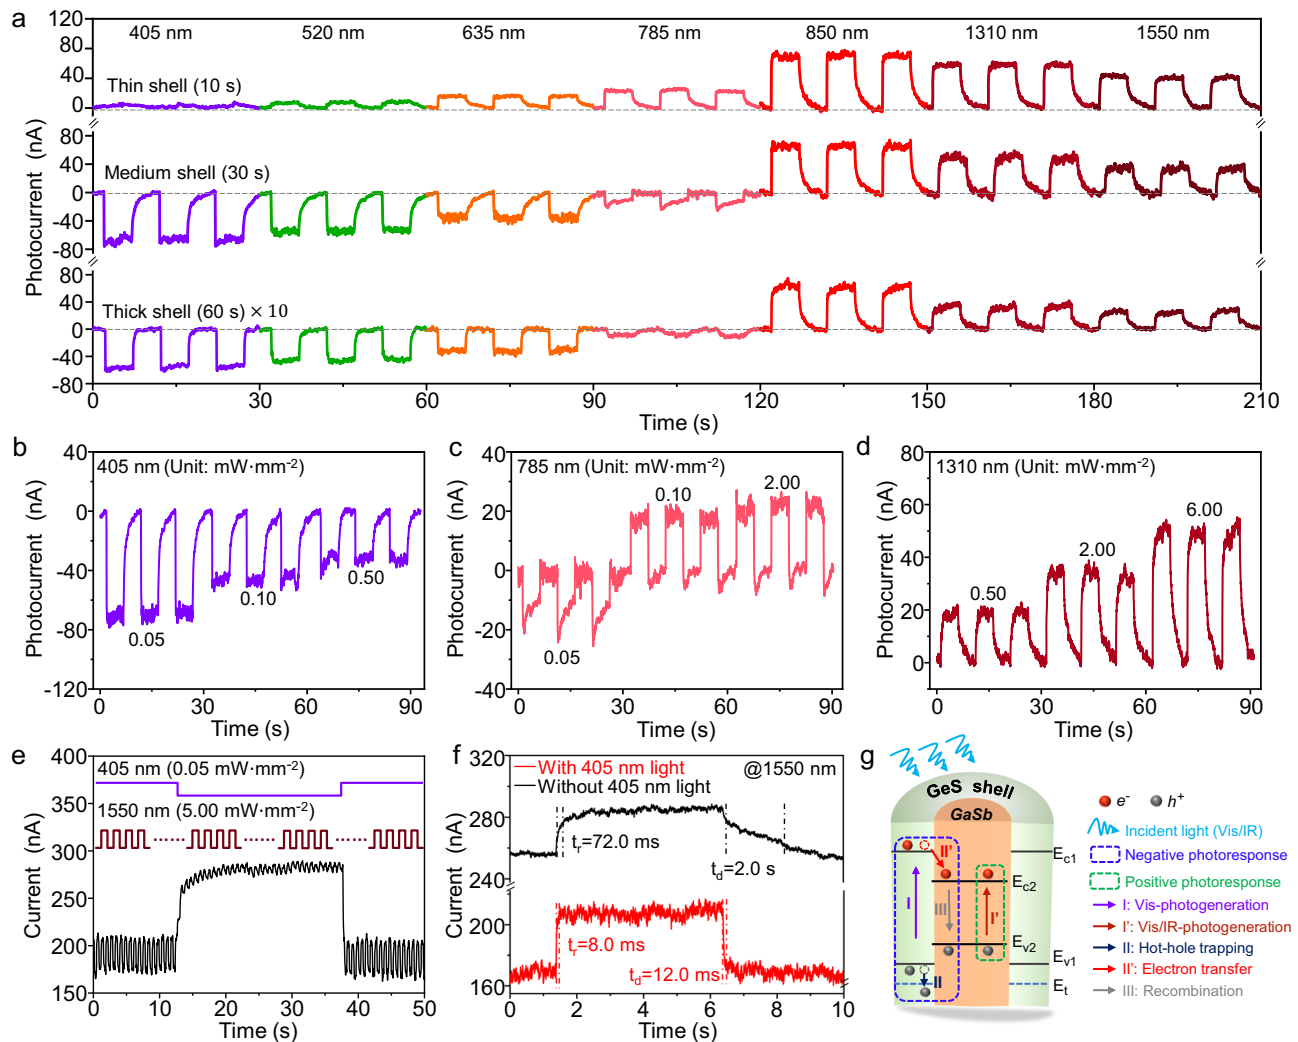 a
120
80
40
0
80
40
0
-40
-80
80
40
0
-40
-80
Photocurrent (nA)
405 nm 520 nm 635 nm 785 nm 850 nm 1310 nm 1550 nm
Thin shell (10 s)
Medium shell (30 s)
Thick shell (60 s) × 10
0 30 60 90 120 150 180 210
Time (s)
b
405 nm (Unit: mW·mm⁻²)
40
0
-40
-80
-120
Photocurrent (nA)
0.05
0.10
0.50
0 30 60 90
Time (s)
c
785 nm (Unit: mW·mm⁻²)
40
20
0
-20
-40
Photocurrent (nA)
0.05
0.10
2.00
0 30 60 90
Time (s)
d
1310 nm (Unit: mW·mm⁻²)
80
60
40
20
0
Photocurrent (nA)
0.50
2.00
6.00
0 30 60 90
Time (s)
e
405 nm (0.05 mW·mm⁻²)
1550 nm (5.00 mW·mm⁻²)
400
350
300
250
200
150
Current (nA)
0 10 20 30 40 50
Time (s)
f
With 405 nm light
Without 405 nm light
@1550 nm
320
280
240
200
160
Current (nA)
tᵣ=72.0 ms
t_d=2.0 s
tᵣ=8.0 ms
t_d=12.0 ms
0 2 4 6 8 10
Time (s)
g
GeS shell
GaSb
I
II'
III
I'
II
E_c1
E_c2
E_v2
E_v1
E_t
e⁻ h⁺
Incident light (Vis/IR)
Negative photoresponse
Positive photoresponse
I: Vis-photogeneration
I': Vis/IR-photogeneration
II: Hot-hole trapping
II': Electron transfer
III: Recombination